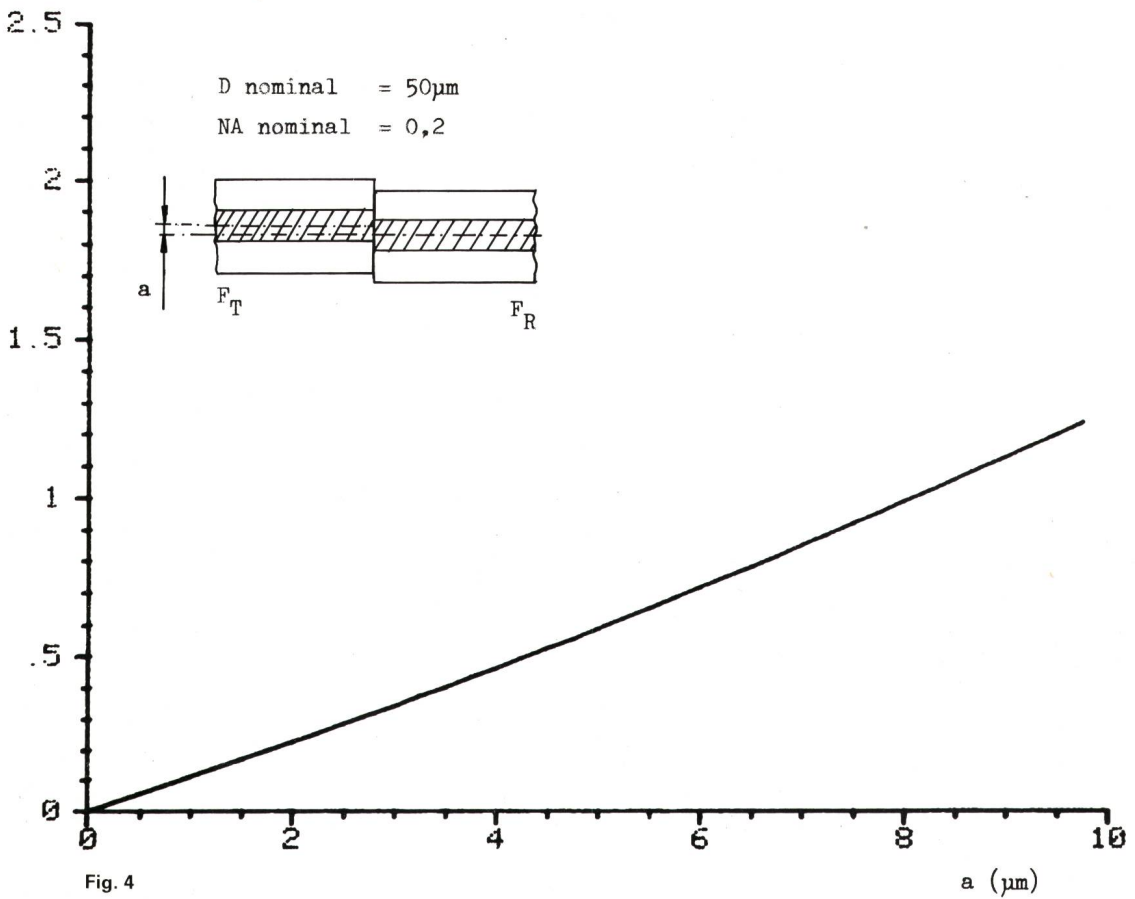 2.5
D nominal = 50µm
NA nominal = 0,2
2
a
F_T
F_R
1.5
1
.5
0
0 2 4 6 8 10
Fig. 4
a (µm)